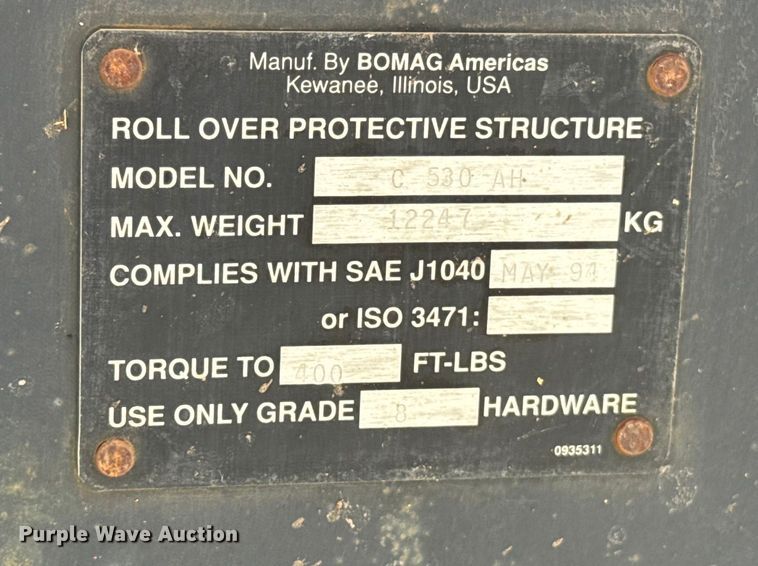 Manuf. By BOMAG Americas
Kewanee, Illinois, USA
ROLL OVER PROTECTIVE STRUCTURE
MODEL NO. C 530 AH
MAX. WEIGHT 12247 KG
COMPLIES WITH SAE J1040 MAY 94
or ISO 3471:
TORQUE TO 400 FT-LBS
USE ONLY GRADE 8 HARDWARE
0935311
Purple Wave Auction